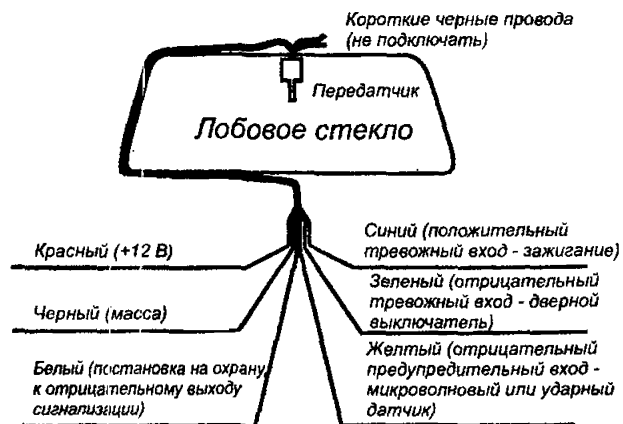 Короткие черные провода
(не подключать)
Передатчик
Лобовое стекло
Красный (+12 В)
Черный (масса)
Белый (постановка на охрану
к отрицательному выходу
сигнализации)
Синий (положительный
тревожный вход - зажигание)
Зеленый (отрицательный
тревожный вход - дверной
выключатель)
Желтый (отрицательный
предупредительный вход -
микроволновый или ударный
датчик)